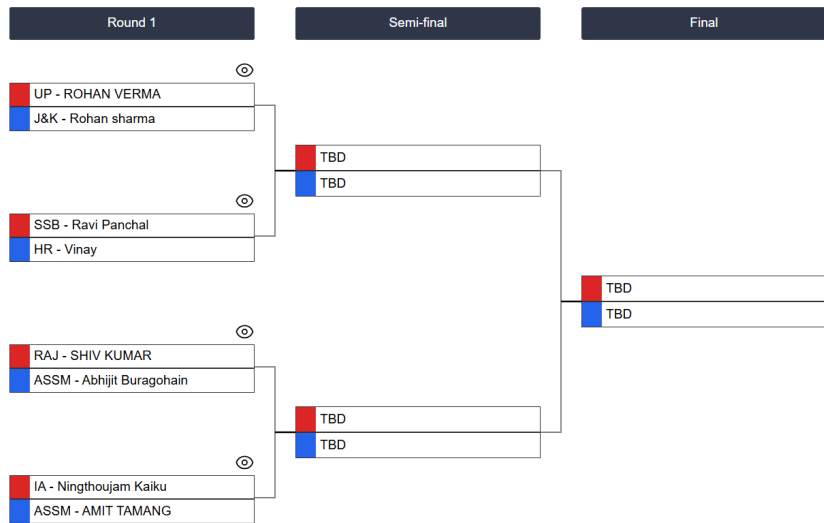 Round 1
Semi-final
Final
UP - ROHAN VERMA
J&K - Rohan sharma
TBD
TBD
SSB - Ravi Panchal
HR - Vinay
TBD
TBD
RAJ - SHIV KUMAR
ASSM - Abhijit Buragohain
TBD
TBD
IA - Ningthoujam Kaiku
ASSM - AMIT TAMANG